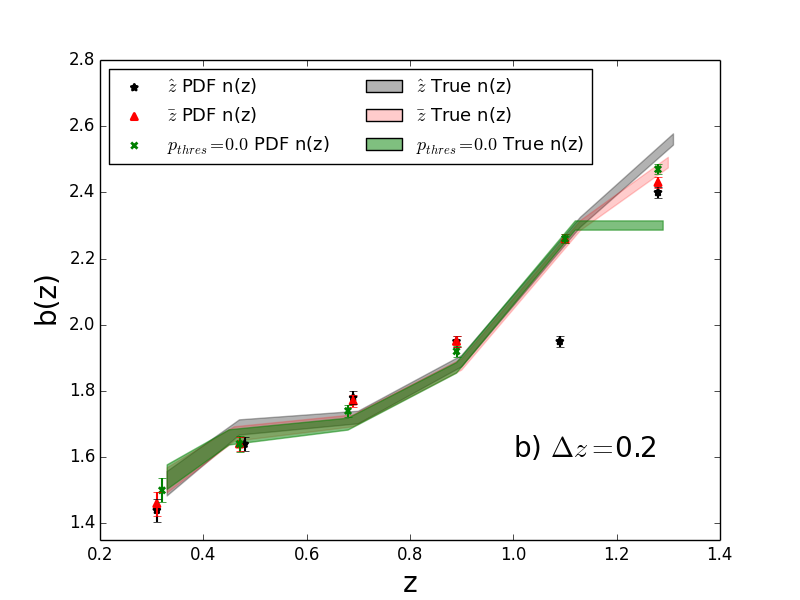 2.8
2.6
2.4
2.2
2.0
1.8
1.6
1.4
0.2 0.4 0.6 0.8 1.0 1.2 1.4
b(z)
z
ẑ PDF n(z)
z̄ PDF n(z)
p_thres=0.0 PDF n(z)
ẑ True n(z)
z̄ True n(z)
p_thres=0.0 True n(z)
b) Δz=0.2